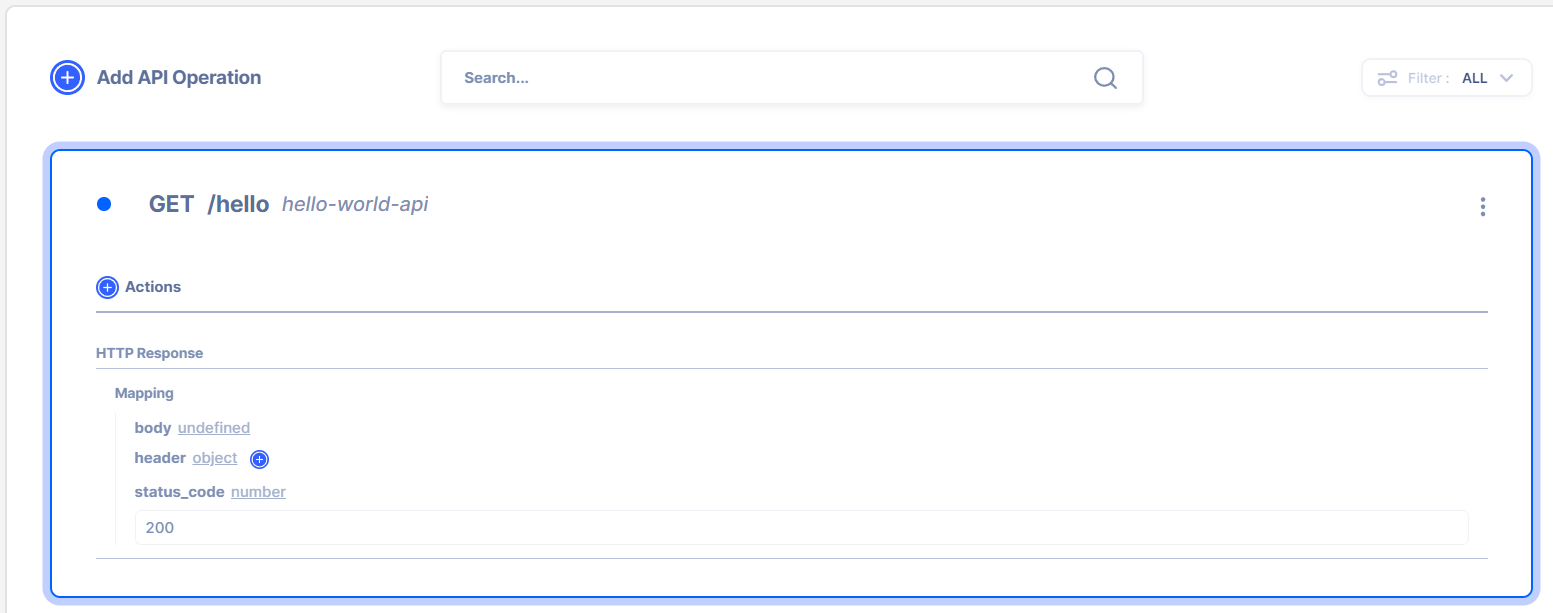 Add API Operation
Search...
Filter : ALL
GET /hello hello-world-api
Actions
HTTP Response
Mapping
body undefined
header object
status_code number
200